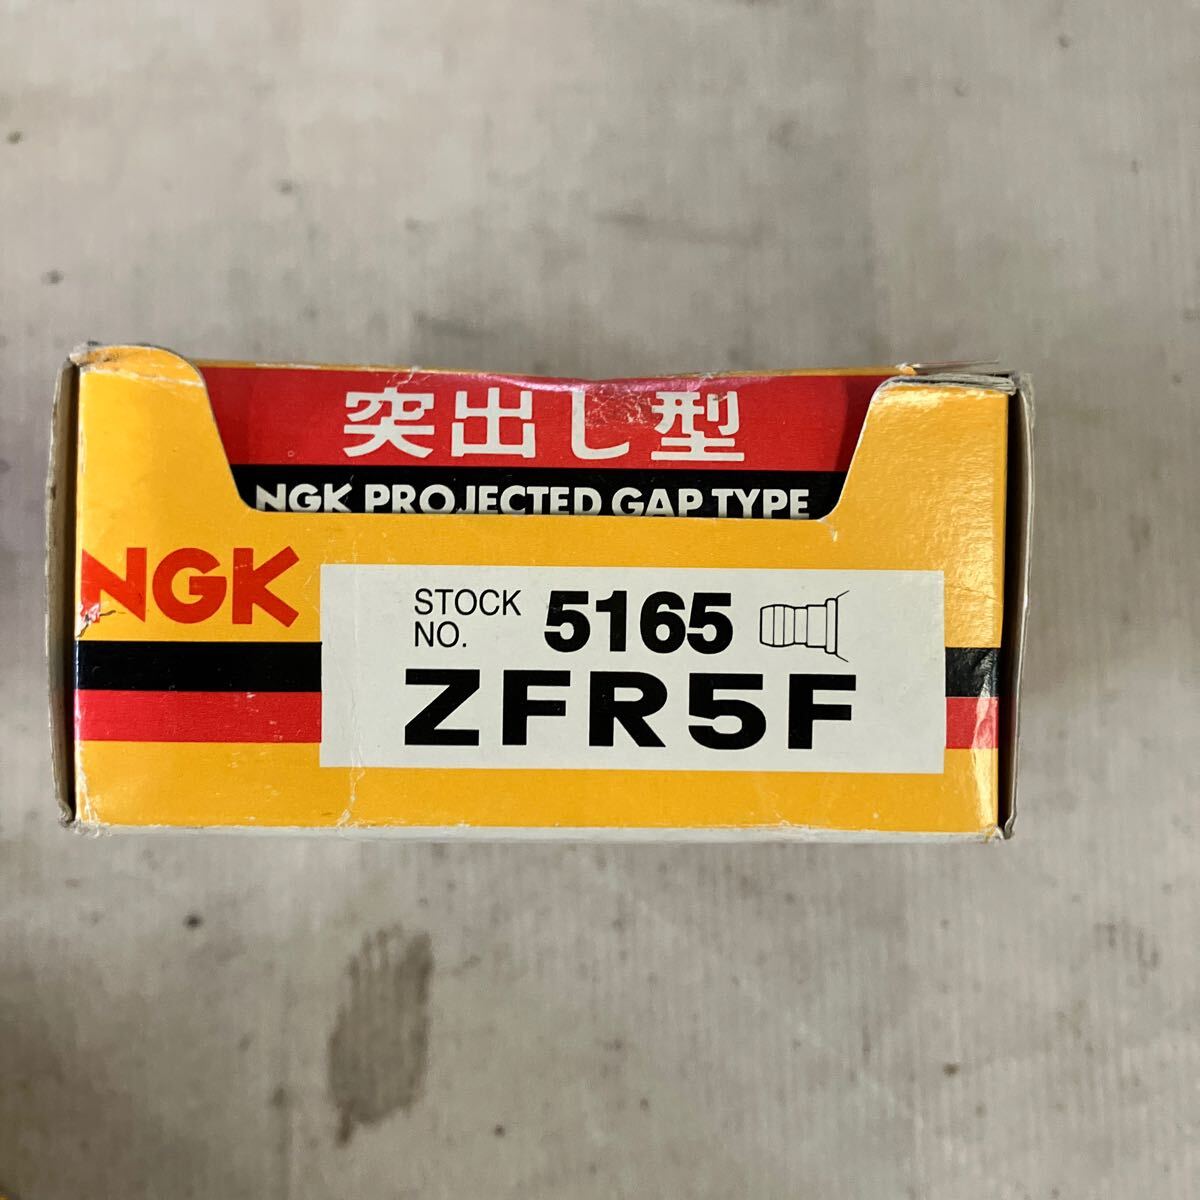 突出し型
NGK PROJECTED GAP TYPE
NGK
STOCK NO. 5165
ZFR5F